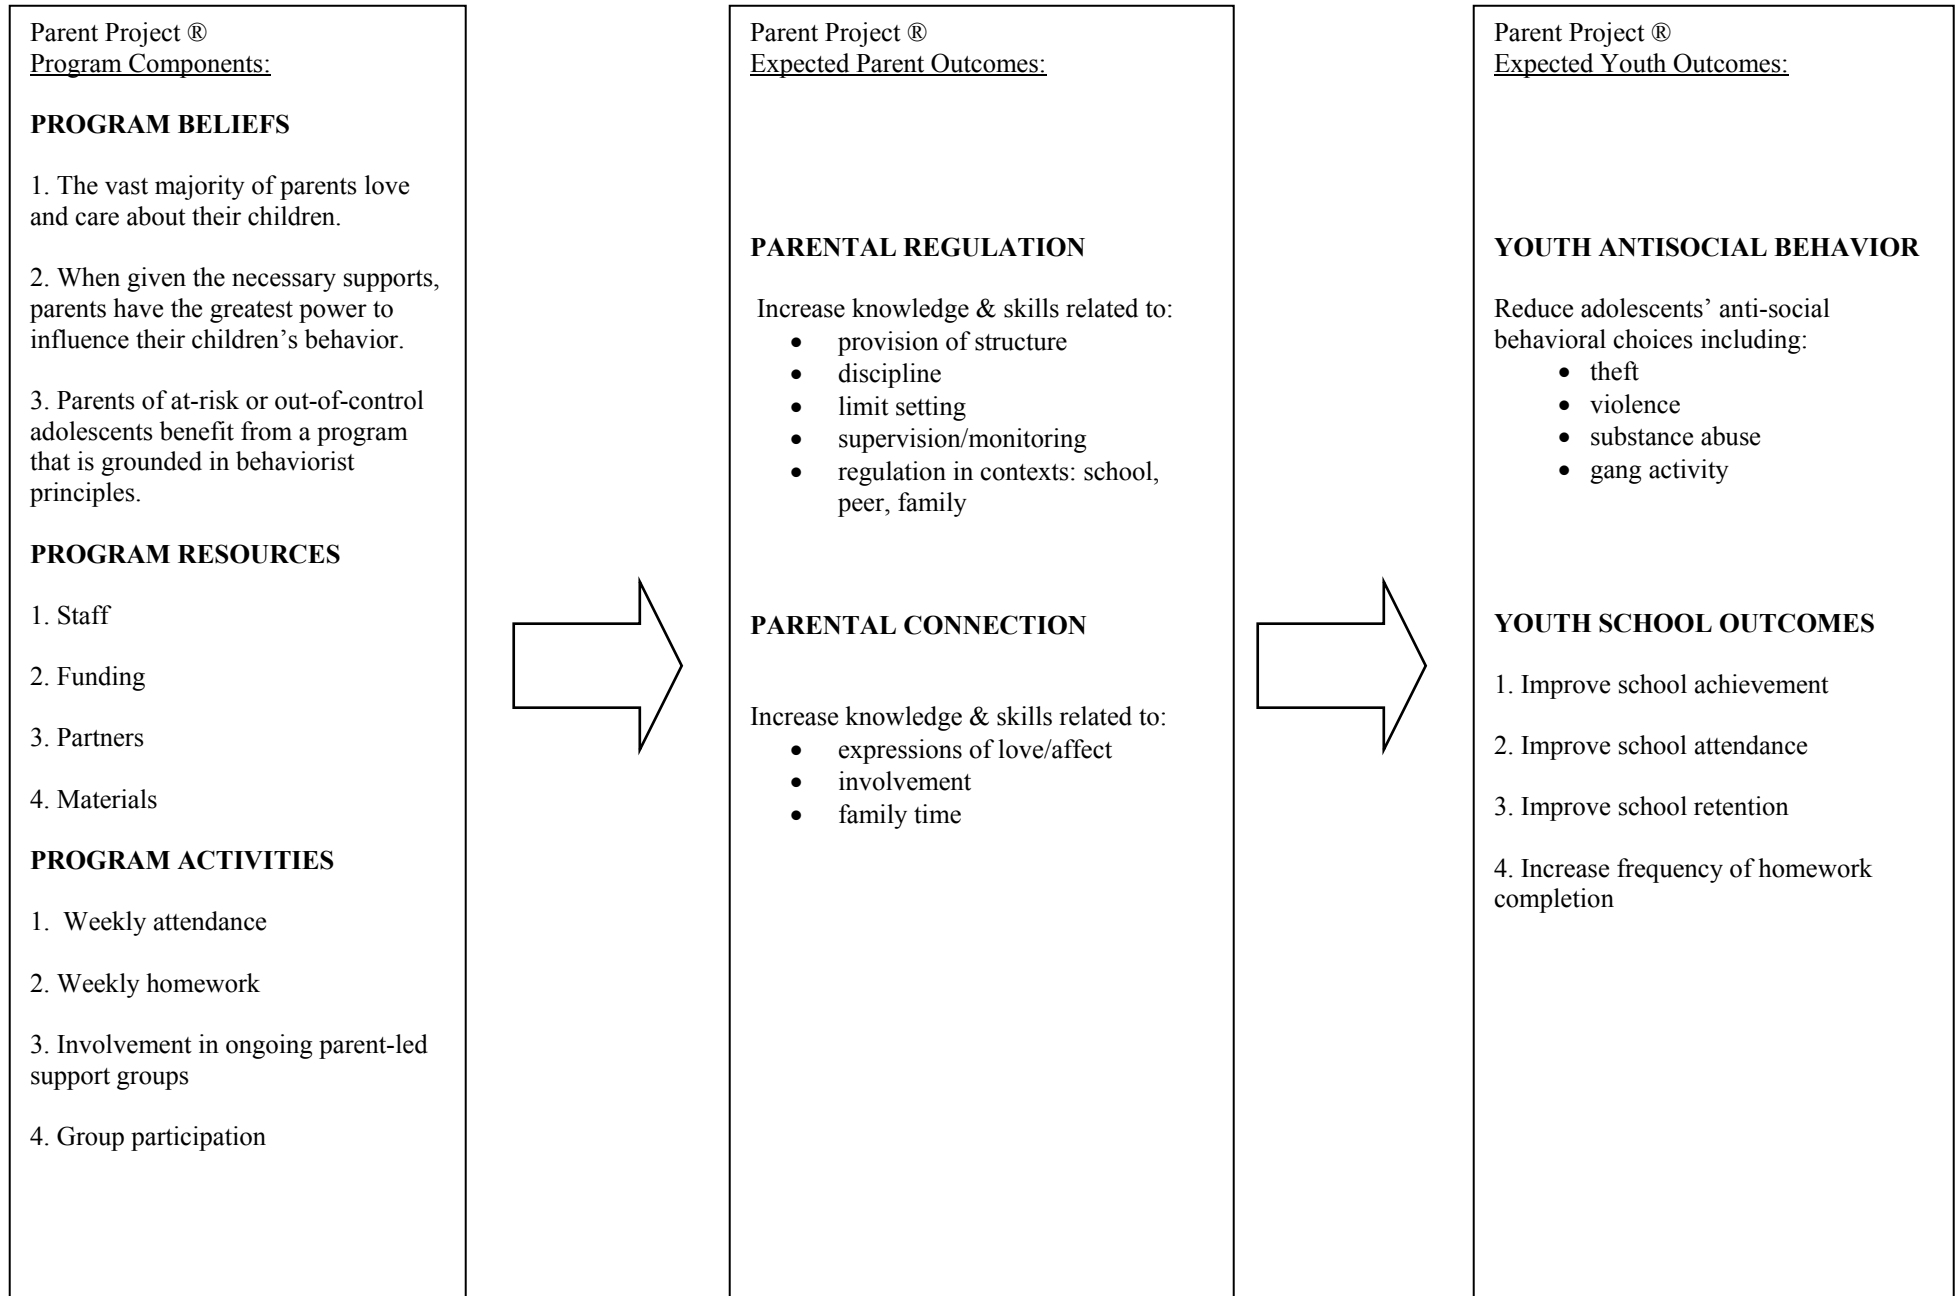 Parent Project ®
Program Components:
PROGRAM BELIEFS
1. The vast majority of parents love
and care about their children.
2. When given the necessary supports,
parents have the greatest power to
influence their children’s behavior.
3. Parents of at-risk or out-of-control
adolescents benefit from a program
that is grounded in behaviorist
principles.
PROGRAM RESOURCES
1. Staff
2. Funding
3. Partners
4. Materials
PROGRAM ACTIVITIES
1.  Weekly attendance
2. Weekly homework
3. Involvement in ongoing parent-led
support groups
4. Group participation
Parent Project ®
Expected Parent Outcomes:
PARENTAL REGULATION
Increase knowledge & skills related to:
• provision of structure
• discipline
• limit setting
• supervision/monitoring
• regulation in contexts: school,
peer, family
PARENTAL CONNECTION
Increase knowledge & skills related to:
• expressions of love/affect
• involvement
• family time
Parent Project ®
Expected Youth Outcomes:
YOUTH ANTISOCIAL BEHAVIOR
Reduce adolescents’ anti-social
behavioral choices including:
• theft
• violence
• substance abuse
• gang activity
YOUTH SCHOOL OUTCOMES
1. Improve school achievement
2. Improve school attendance
3. Improve school retention
4. Increase frequency of homework
completion